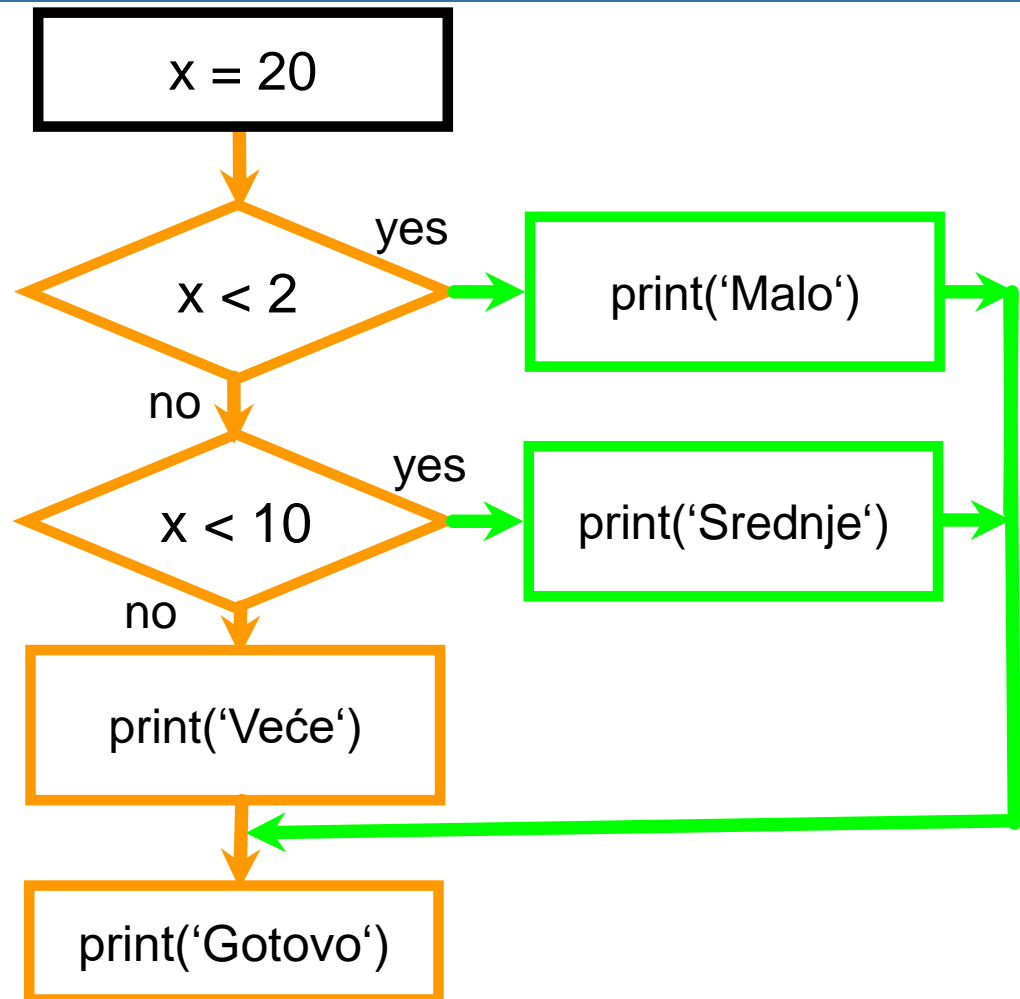 x = 20
yes
x < 2
print(‘Malo‘)
no
yes
x < 10
print(‘Srednje‘)
no
print(‘Veće‘)
print(‘Gotovo‘)